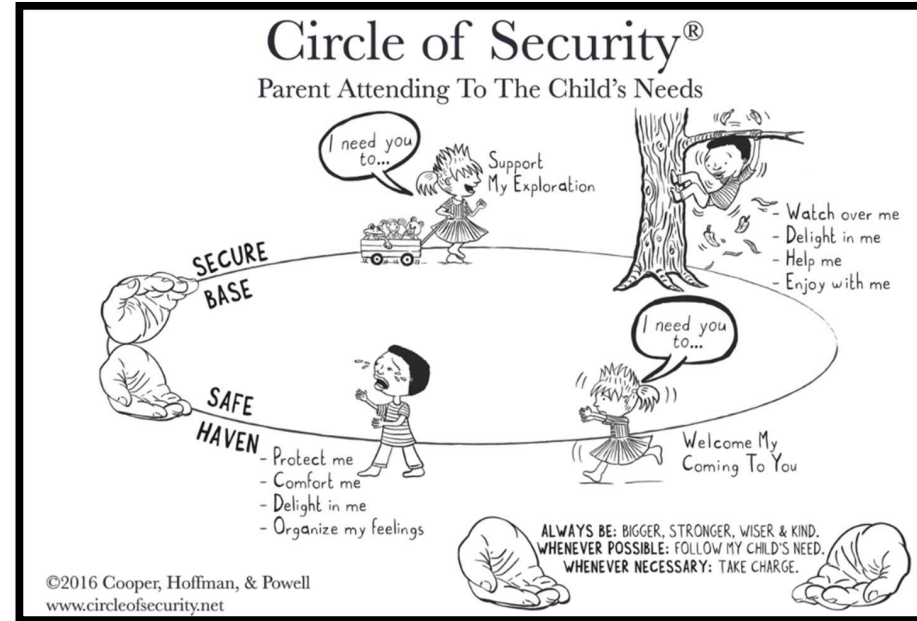 Circle of Security®
Parent Attending To The Child's Needs
I need you
to...
Support
My Exploration
- Watch over me
- Delight in me
- Help me
- Enjoy with me
SECURE
BASE
I need you
to...
SAFE
HAVEN
Welcome My
Coming To You
- Protect me
- Comfort me
- Delight in me
- Organize my feelings
ALWAYS BE: BIGGER, STRONGER, WISER & KIND.
WHENEVER POSSIBLE: FOLLOW MY CHILD'S NEED.
WHENEVER NECESSARY: TAKE CHARGE.
©2016 Cooper, Hoffman, & Powell
www.circleofsecurity.net